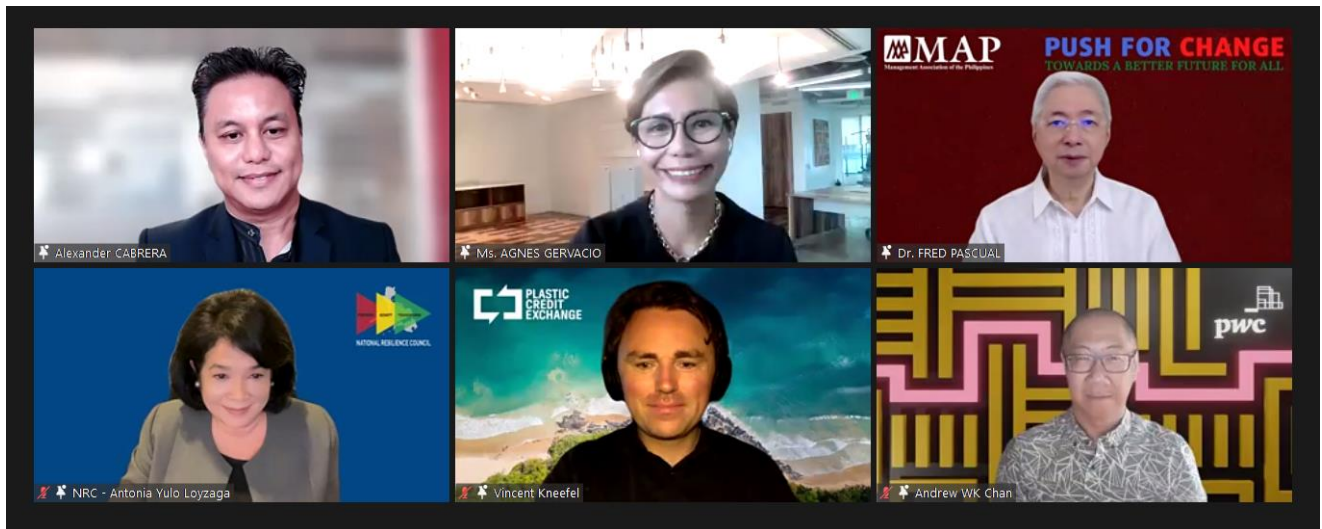 MAP
Management Association of the Philippines
PUSH FOR CHANGE
TOWARDS A BETTER FUTURE FOR ALL
Alexander CABRERA
Ms. AGNES GERVACIO
Dr. FRED PASCUAL
ADAPT
NATIONAL RESILIENCE COUNCIL
PLASTIC
CREDIT
EXCHANGE
pwc
NRC - Antonia Yulo Loyzaga
Vincent Kneefel
Andrew WK Chan